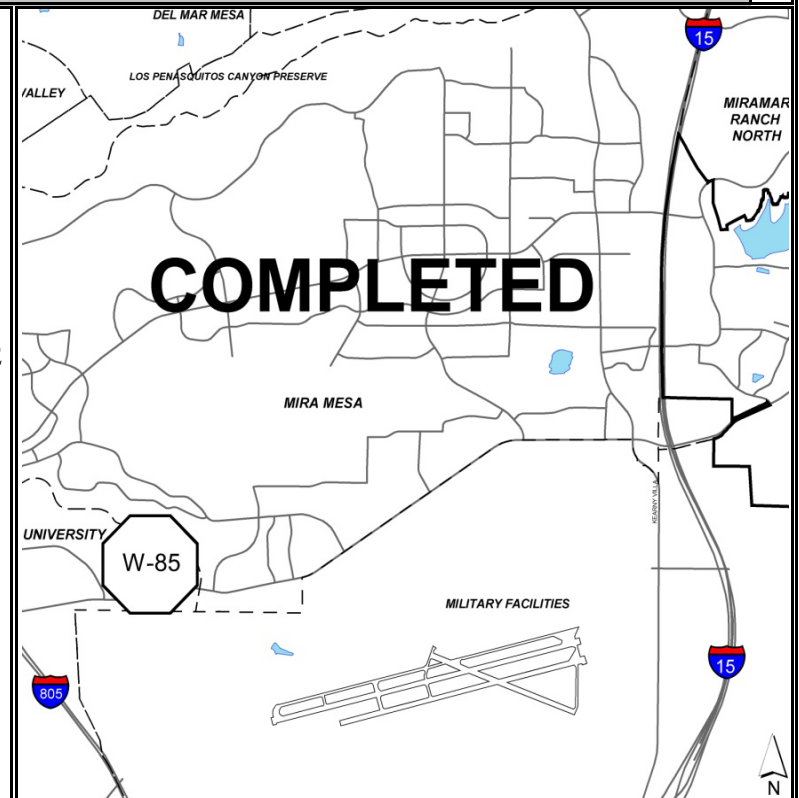 DEL MAR MESA
15
LOS PENASQUITOS CANYON PRESERVE
VALLEY
MIRAMAR
RANCH
NORTH
COMPLETED
MIRA MESA
KEARNY VILLA
UNIVERSITY
W-85
MILITARY FACILITIES
15
805
N